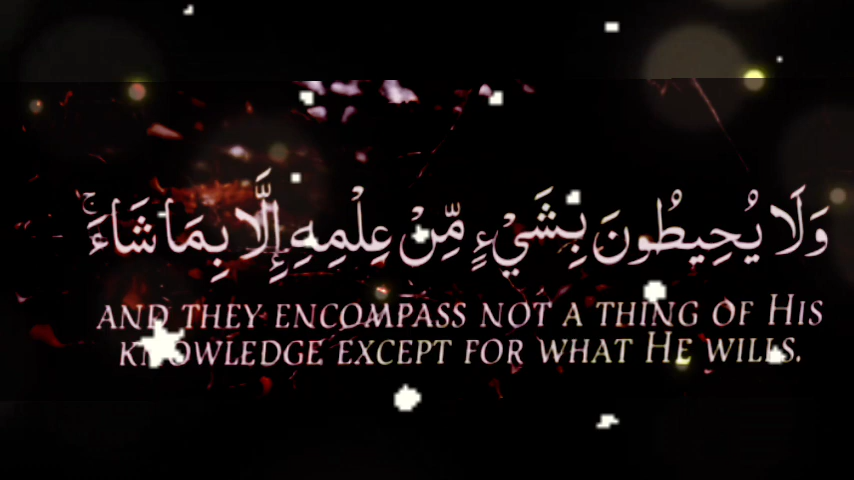 وَلَا يُحِيطُونَ بِشَيْءٍ مِّنْ عِلْمِهِ إِلَّا بِمَا شَاءَ ۚ
AND THEY ENCOMPASS NOT A THING OF HIS
KNOWLEDGE EXCEPT FOR WHAT HE WILLS.